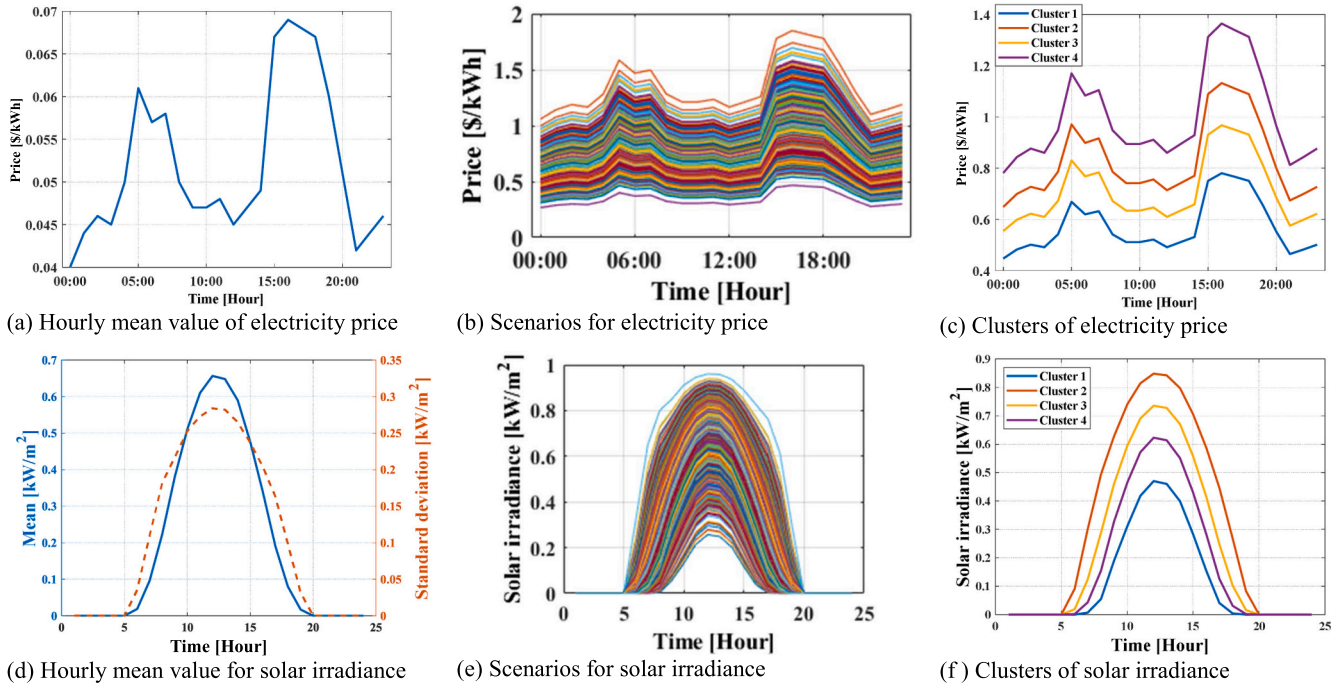 0.07
0.065
0.06
0.055
0.05
0.045
0.04
Price [$/kWh]
00:00 05:00 10:00 15:00 20:00
Time [Hour]
(a) Hourly mean value of electricity price
2
1.5
1
0.5
0
Price [$/kWh]
00:00 06:00 12:00 18:00
Time [Hour]
(b) Scenarios for electricity price
1.4
1.2
1
0.8
0.6
0.4
Price [$/kWh]
Cluster 1
Cluster 2
Cluster 3
Cluster 4
00:00 05:00 10:00 15:00 20:00
Time [Hour]
(c) Clusters of electricity price
0.7
0.6
0.5
0.4
0.3
0.2
0.1
0
Mean [kW/m²]
0.35
0.3
0.25
0.2
0.15
0.1
0.05
0
Standard deviation [kW/m²]
0 5 10 15 20 25
Time [Hour]
(d) Hourly mean value for solar irradiance
1
0.8
0.6
0.4
0.2
0
Solar irradiance [kW/m²]
0 5 10 15 20 25
Time [Hour]
(e) Scenarios for solar irradiance
0.9
0.8
0.7
0.6
0.5
0.4
0.3
0.2
0.1
0
Solar irradiance [kW/m²]
Cluster 1
Cluster 2
Cluster 3
Cluster 4
0 5 10 15 20 25
Time [Hour]
(f) Clusters of solar irradiance